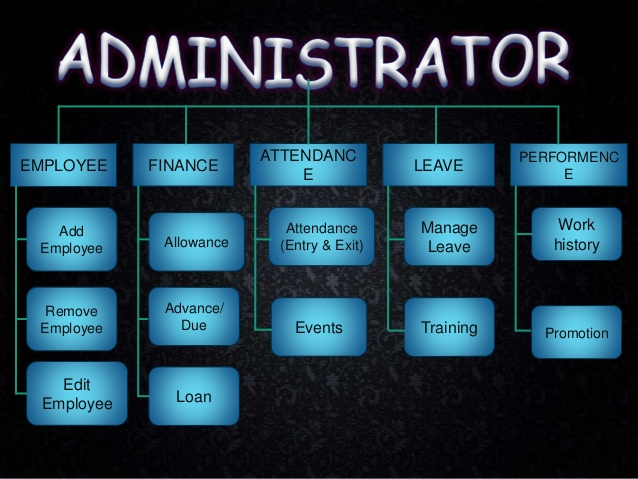 ADMINISTRATOR
EMPLOYEE
FINANCE
ATTENDANC
E
LEAVE
PERFORMENC
E
Add
Employee
Allowance
Attendance
(Entry & Exit)
Manage
Leave
Work
history
Remove
Employee
Advance/
Due
Events
Training
Promotion
Edit
Employee
Loan